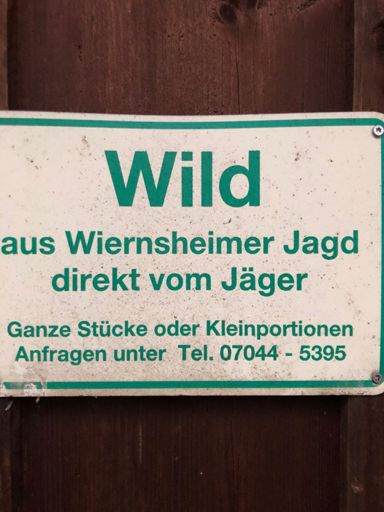 Wild
aus Wiernsheimer Jagd
direkt vom Jäger
Ganze Stücke oder Kleinportionen
Anfragen unter Tel. 07044 - 5395